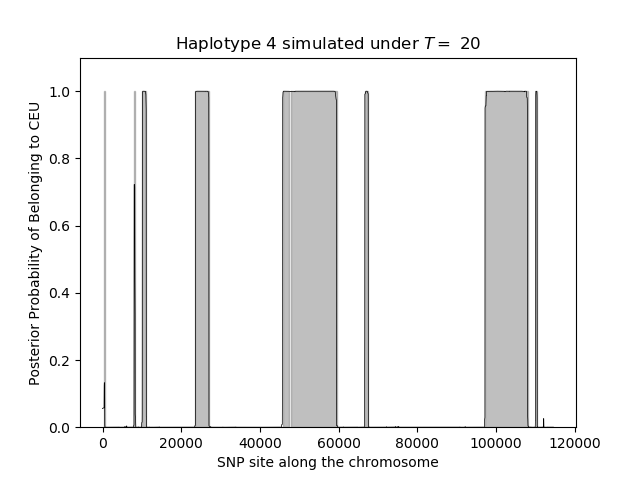 Haplotype 4 simulated under T = 20
Posterior Probability of Belonging to CEU
1.0
0.8
0.6
0.4
0.2
0.0
0 20000 40000 60000 80000 100000 120000
SNP site along the chromosome